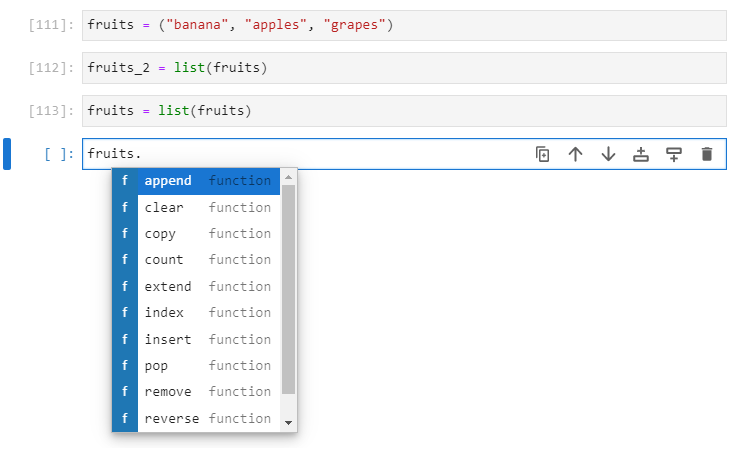 [111]: fruits = ("banana", "apples", "grapes")
[112]: fruits_2 = list(fruits)
[113]: fruits = list(fruits)
[ ]: fruits.
f append function
f clear function
f copy function
f count function
f extend function
f index function
f insert function
f pop function
f remove function
f reverse function